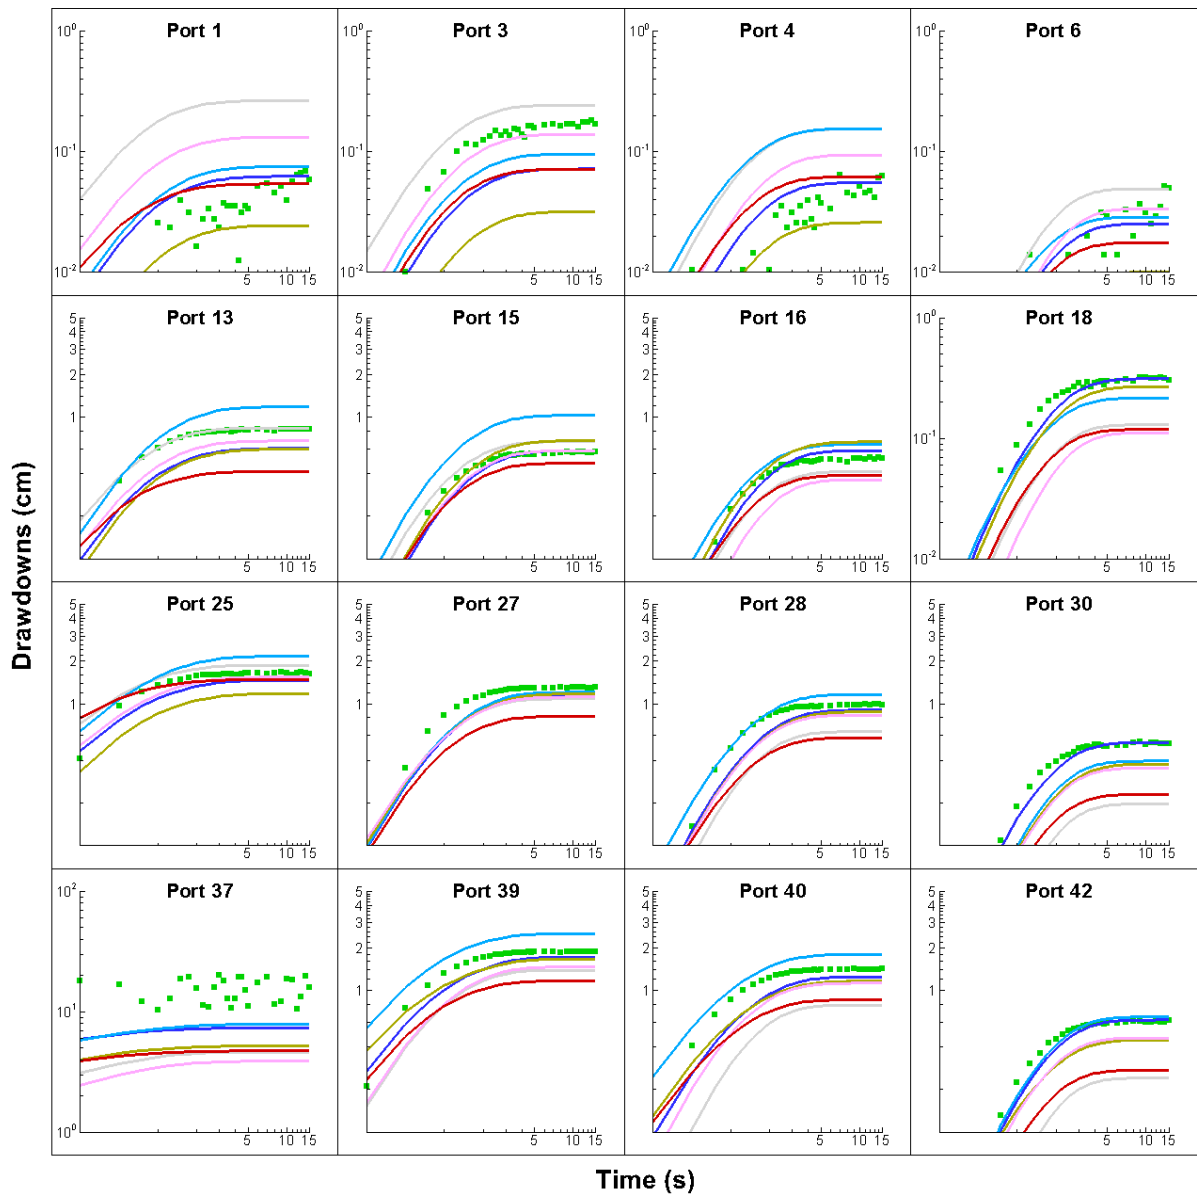 Port 1 Port 3 Port 4 Port 6
10⁰ 10⁰ 10⁰ 10⁰
10⁻¹ 10⁻¹ 10⁻¹ 10⁻¹
10⁻² 10⁻² 10⁻² 10⁻²
5 10 15 5 10 15 5 10 15 5 10 15
Port 13 Port 15 Port 16 Port 18
5 5 5 10⁰
4 4 4
3 3 3
2 2 2
1 1 1 10⁻¹
10⁻²
5 10 15 5 10 15 5 10 15 5 10 15
Port 25 Port 27 Port 28 Port 30
5 5 5 5
4 4 4 4
3 3 3 3
2 2 2 2
1 1 1 1
5 10 15 5 10 15 5 10 15 5 10 15
Port 37 Port 39 Port 40 Port 42
10² 5 5 5
4 4 4
3 3 3
2 2 2
10¹ 1 1 1
10⁰
5 10 15 5 10 15 5 10 15 5 10 15
Drawdowns (cm)
Time (s)